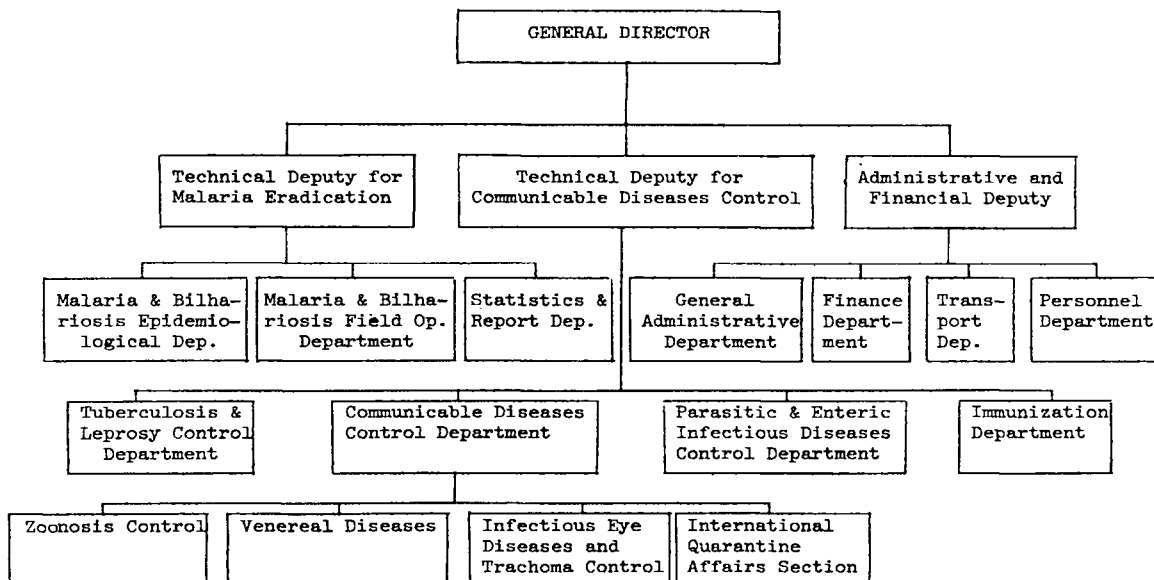 GENERAL DIRECTOR
Technical Deputy for
Malaria Eradication
Technical Deputy for
Communicable Diseases Control
Administrative and
Financial Deputy
Malaria & Bilha-
riosis Epidemio-
logical Dep.
Malaria & Bilha-
riosis Field Op.
Department
Statistics &
Report Dep.
General
Administrative
Department
Finance
Depart-
ment
Trans-
port
Dep.
Personnel
Department
Tuberculosis &
Leprosy Control
Department
Communicable Diseases
Control Department
Parasitic & Enteric
Infectious Diseases
Control Department
Immunization
Department
Zoonosis Control
Venereal Diseases
Infectious Eye
Diseases and
Trachoma Control
International
Quarantine
Affairs Section